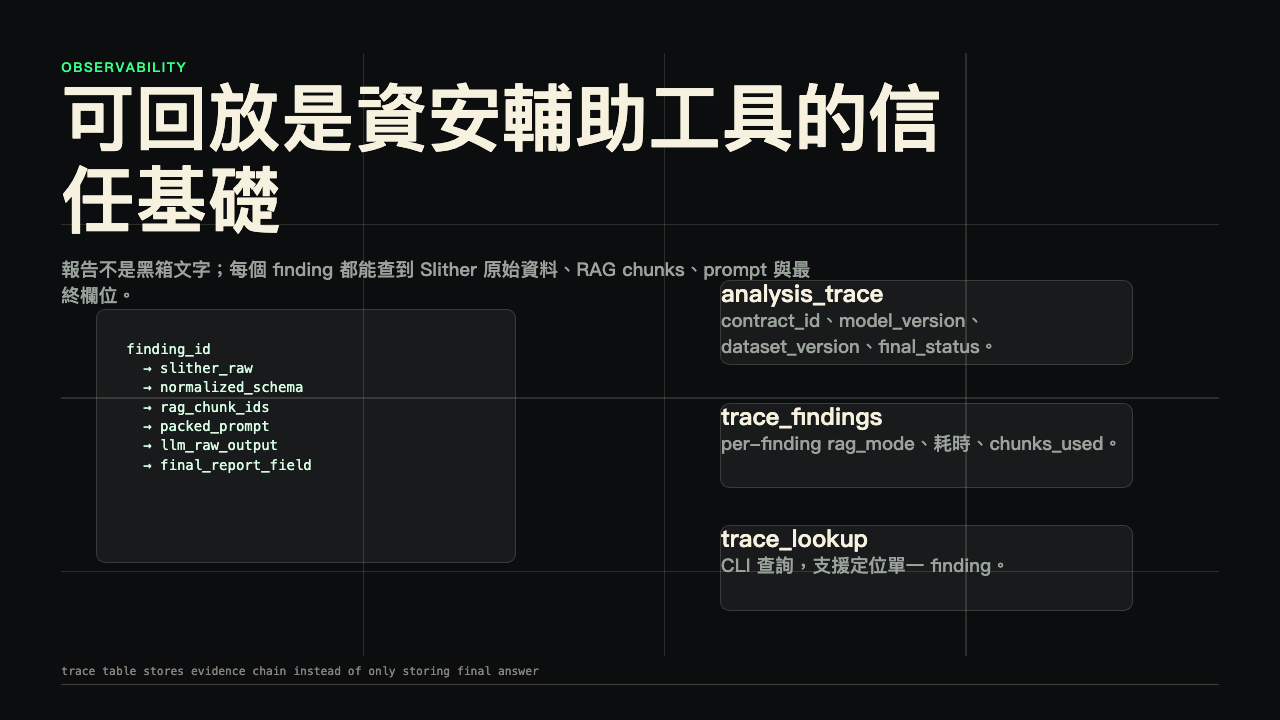 OBSERVABILITY
可回放是資安輔助工具的信
任基礎
報告不是黑箱文字；每個 finding 都能查到 Slither 原始資料、RAG chunks、prompt 與最
終欄位。
finding_id
→ slither_raw
→ normalized_schema
→ rag_chunk_ids
→ packed_prompt
→ llm_raw_output
→ final_report_field
analysis_trace
contract_id、model_version、
dataset_version、final_status。
trace_findings
per-finding rag_mode、耗時、chunks_used。
trace_lookup
CLI 查詢，支援定位單一 finding。
trace table stores evidence chain instead of only storing final answer